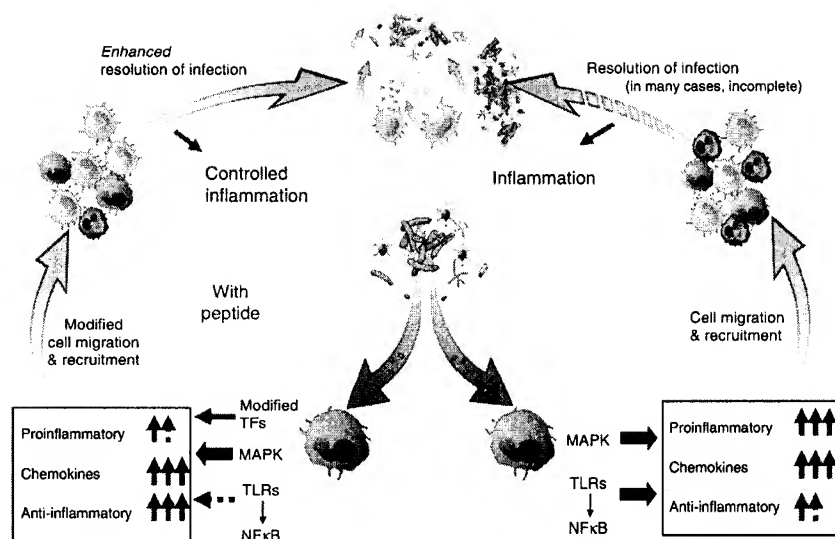 Enhanced
resolution of infection
Resolution of infection
(in many cases, incomplete)
Controlled
inflammation
Inflammation
With
peptide
Modified
cell migration
& recruitment
Cell migration
& recruitment
Proinflammatory
Chemokines
Anti-inflammatory
Modified
TFs
MAPK
TLRs
NFκB
MAPK
TLRs
NFκB
Proinflammatory
Chemokines
Anti-inflammatory